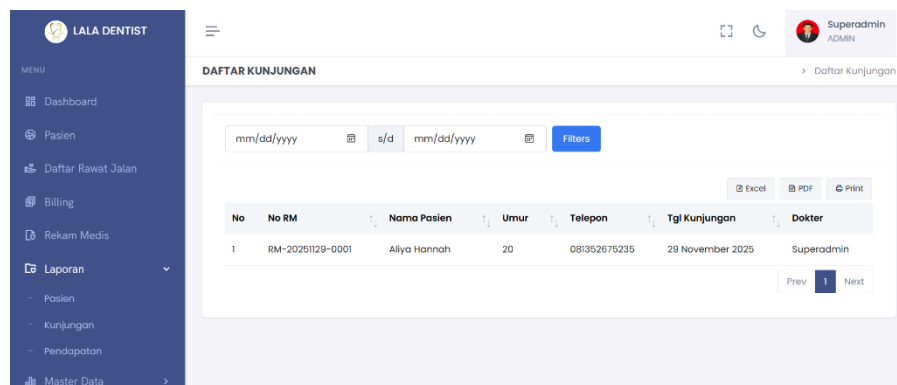 LALA DENTIST
MENU
Dashboard
Pasien
Daftar Rawat Jalan
Billing
Rekam Medis
Laporan
- Pasien
- Kunjungan
- Pendapatan
Master Data
Superadmin
ADMIN
DAFTAR KUNJUNGAN
> Daftar Kunjungan
mm/dd/yyyy s/d mm/dd/yyyy Filters
Excel PDF Print
No No RM Nama Pasien Umur Telepon Tgl Kunjungan Dokter
1 RM-20251129-0001 Aliya Hannah 20 081352675235 29 November 2025 Superadmin
Prev 1 Next